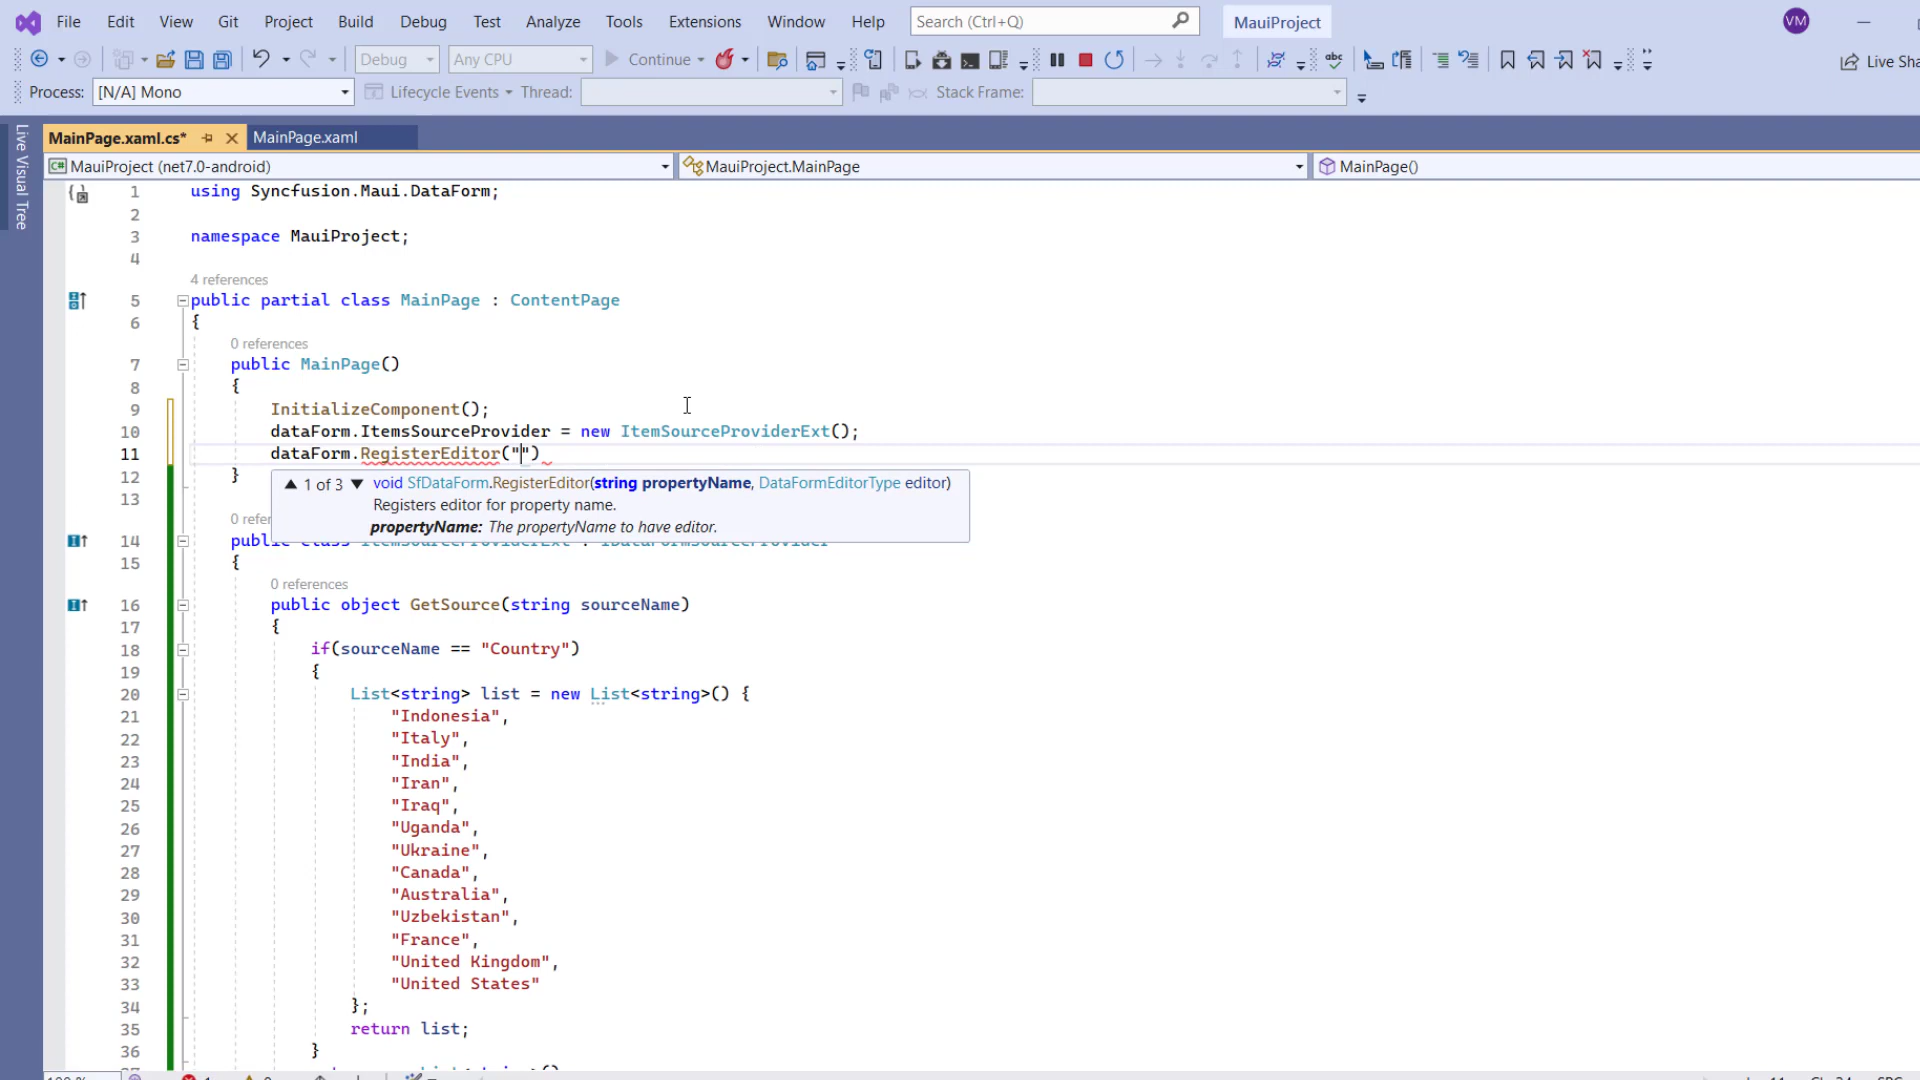 File Edit View Git Project Build Debug Test Analyze Tools Extensions Window Help Search (Ctrl+Q) MauiProject VM
Debug Any CPU Continue Live Sha
Process: [N/A] Mono Lifecycle Events Thread: Stack Frame:
Live Visual Tree
MainPage.xaml.cs* MainPage.xaml
MauiProject (net7.0-android) MauiProject.MainPage MainPage()
1 using Syncfusion.Maui.DataForm;
2
3 namespace MauiProject;
4
4 references
5 public partial class MainPage : ContentPage
6 {
0 references
7 public MainPage()
8 {
9 InitializeComponent();
10 dataForm.ItemsSourceProvider = new ItemSourceProviderExt();
11 dataForm.RegisterEditor("")
12 }
1 of 3 void SfDataForm.RegisterEditor(string propertyName, DataFormEditorType editor)
13
Registers editor for property name.
0 refer
propertyName: The propertyName to have editor.
14 public class ItemSourceProviderExt : IDataFormSourceProvider
15 {
0 references
16 public object GetSource(string sourceName)
17 {
18 if(sourceName == "Country")
19 {
20 List<string> list = new List<string>() {
21 "Indonesia",
22 "Italy",
23 "India",
24 "Iran",
25 "Iraq",
26 "Uganda",
27 "Ukraine",
28 "Canada",
29 "Australia",
30 "Uzbekistan",
31 "France",
32 "United Kingdom",
33 "United States"
34 };
35 return list;
36 }